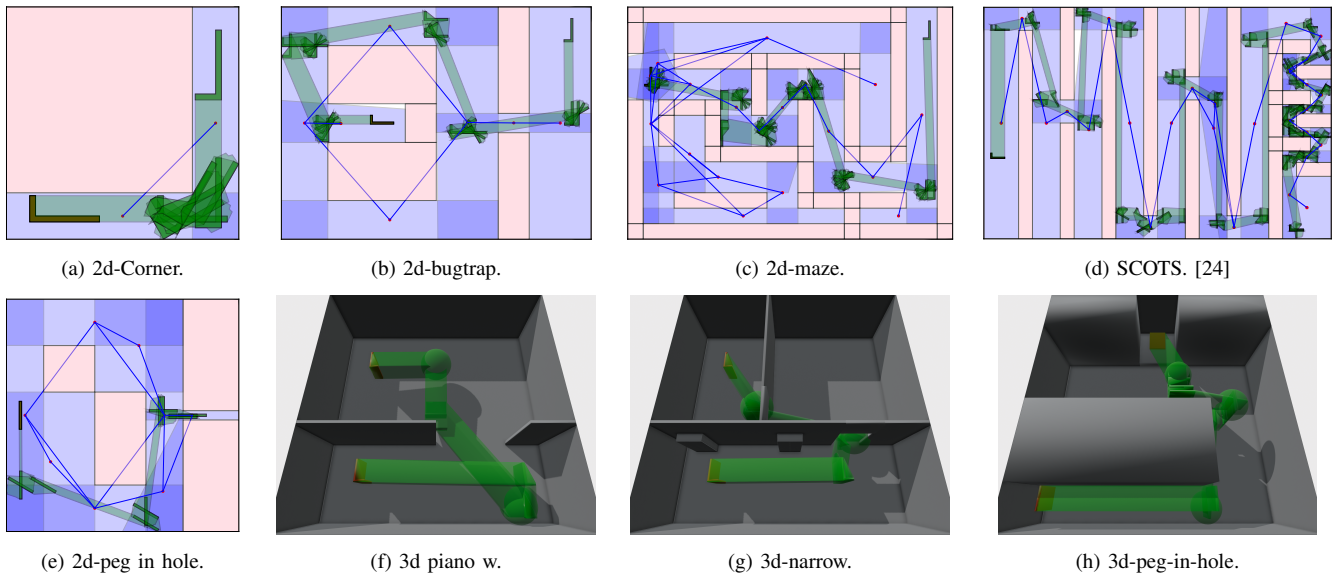 (a) 2d-Corner.
(b) 2d-bugtrap.
(c) 2d-maze.
(d) SCOTS. [24]
(e) 2d-peg in hole.
(f) 3d piano w.
(g) 3d-narrow.
(h) 3d-peg-in-hole.